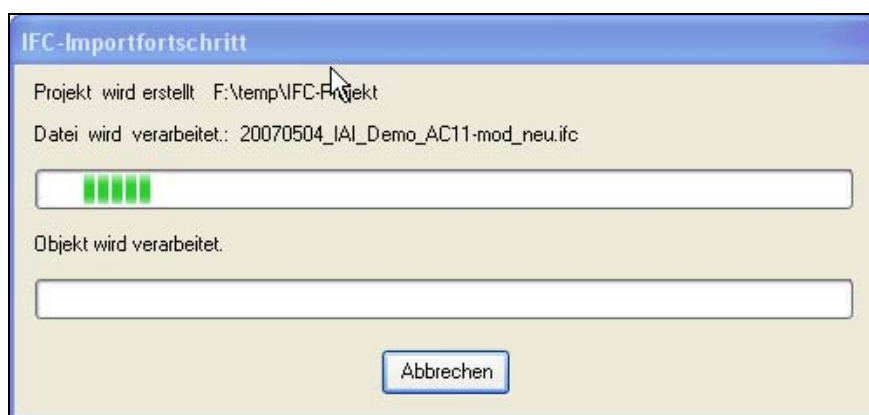 IFC-Importfortschritt
Projekt wird erstellt F:\temp\IFC-Projekt
Datei wird verarbeitet.: 20070504_IAI_Demo_AC11-mod_neu.ifc
Objekt wird verarbeitet.
Abbrechen